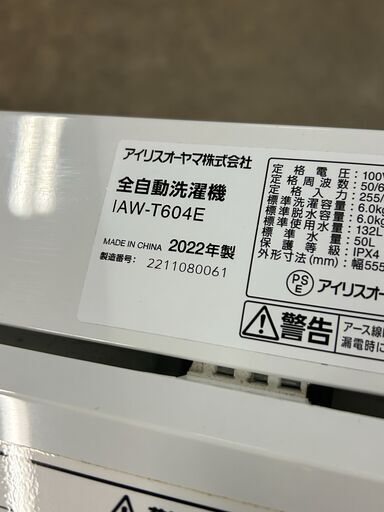 アイリスオーヤマ株式会社
全自動洗濯機
IAW-T604E
MADE IN CHINA 2022年製
製造番号: 2211080061
定格電圧:100V
定格周波数:50/6
定格入力:255/
標準洗濯容量:6.0k
標準脱水容量:6.0k
標準使用水量:132L
標準水量:50L
保護等級:IPX4
外形寸法(mm):幅555
PS
E
アイリスオー
警告
アース線
漏電時に